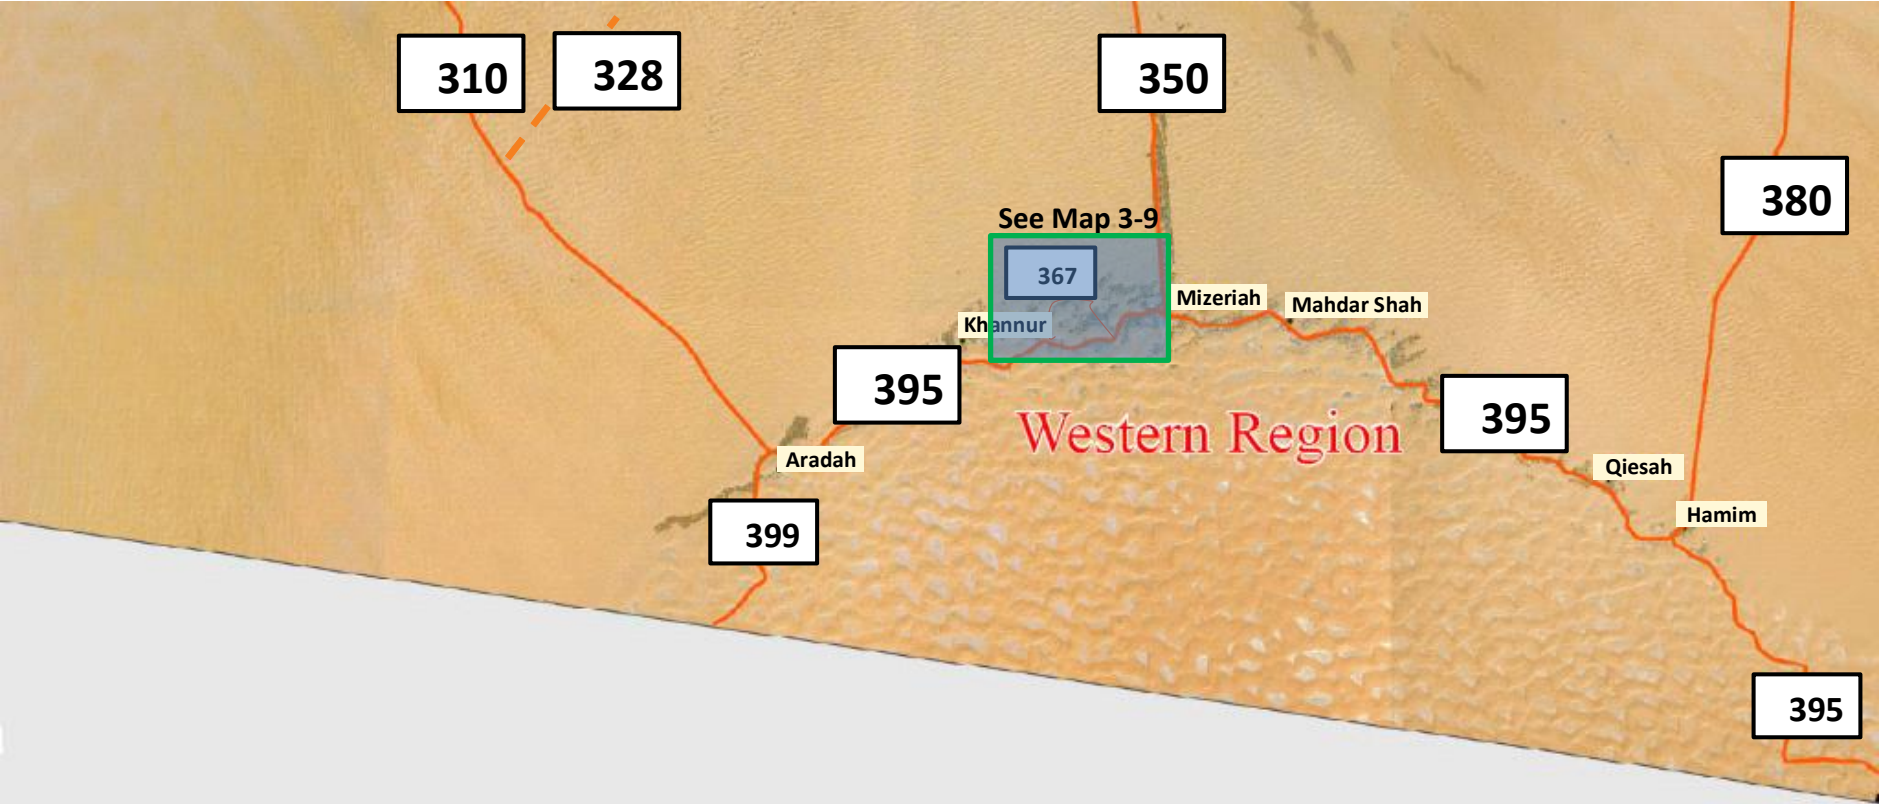 310
328
350
380
See Map 3-9
367
Mizeriah
Mahdar Shah
Khannur
395
395
Western Region
Aradah
Qiesah
Hamim
399
395